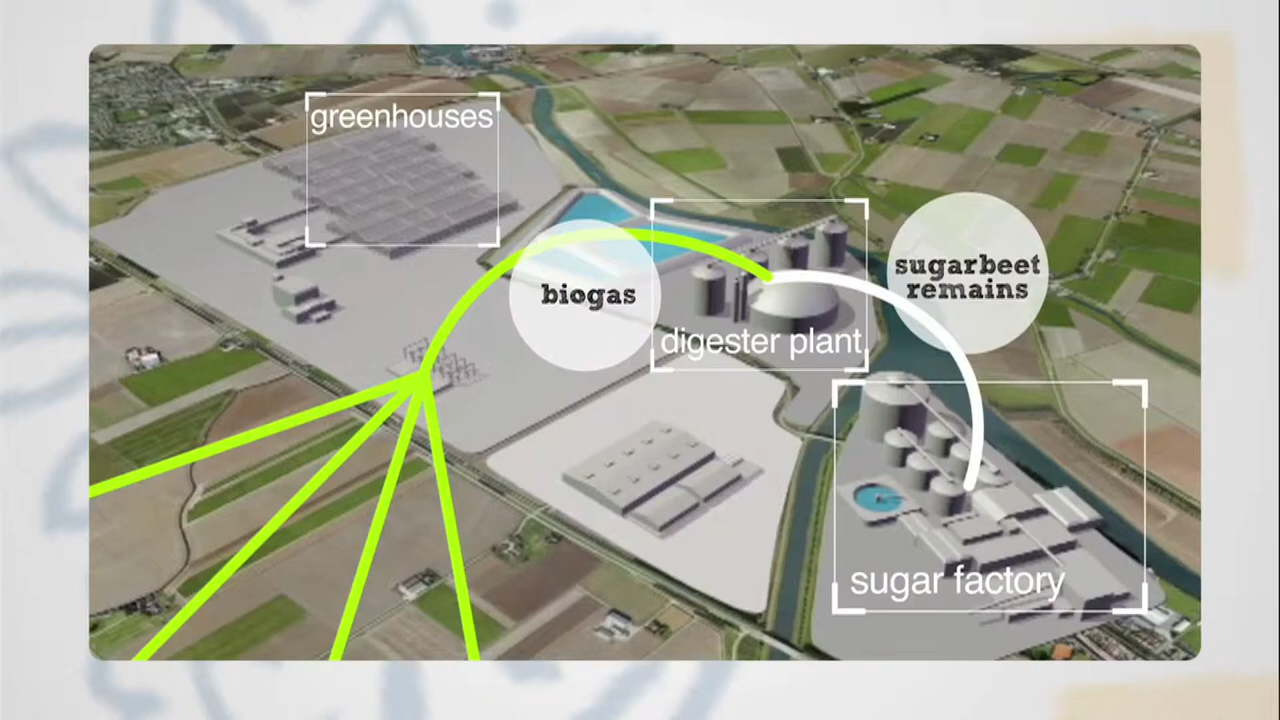 greenhouses
biogas
digester plant
sugarbeet
remains
sugar factory